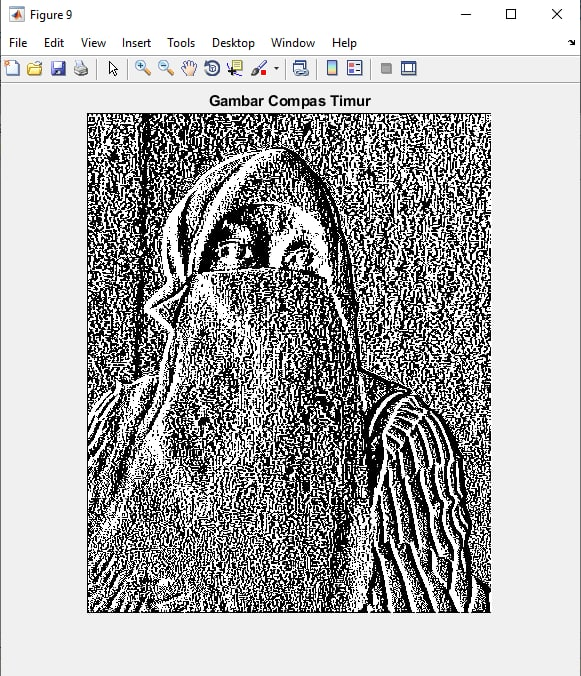 Figure 9
File Edit View Insert Tools Desktop Window Help
Gambar Compas Timur